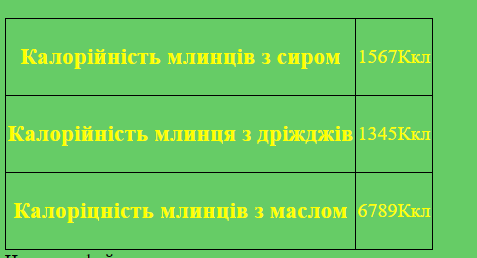 Калорійність млинців з сиром 1567Ккл
Калорійність млинця з дріжджів 1345Ккл
Калоріцність млинців з маслом 6789Ккл